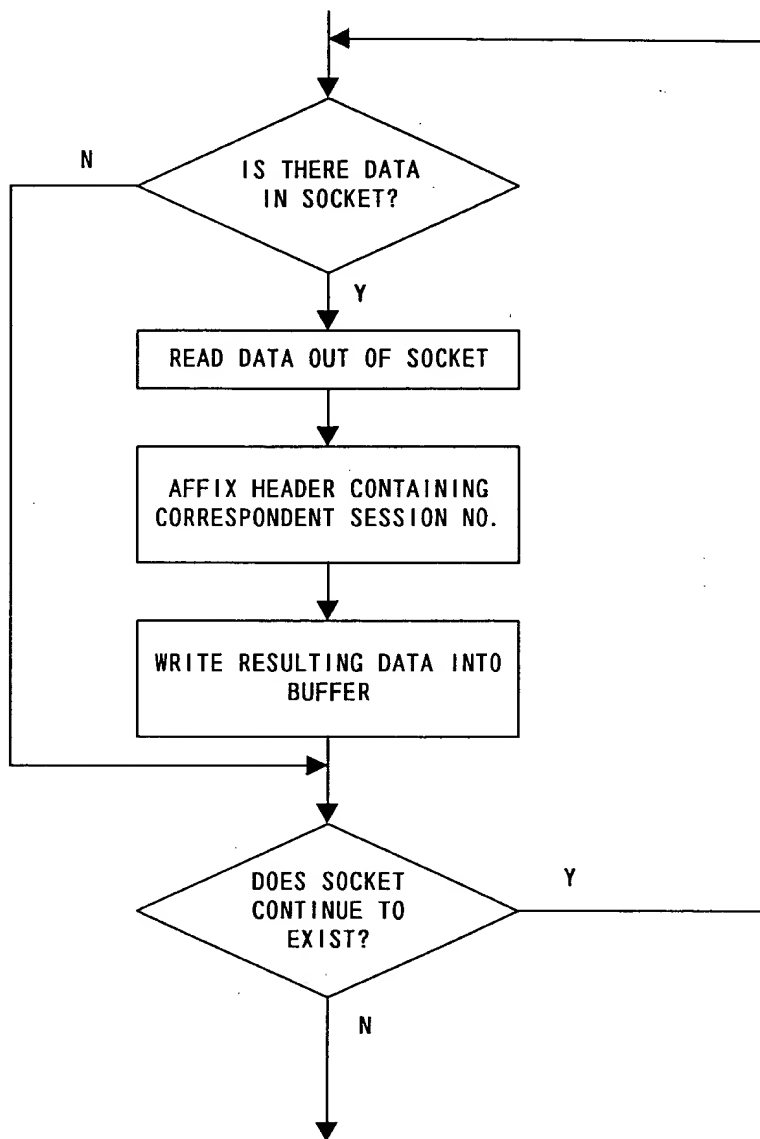 IS THERE DATA
IN SOCKET?
N
Y
READ DATA OUT OF SOCKET
AFFIX HEADER CONTAINING
CORRESPONDENT SESSION NO.
WRITE RESULTING DATA INTO
BUFFER
DOES SOCKET
CONTINUE TO
EXIST?
Y
N